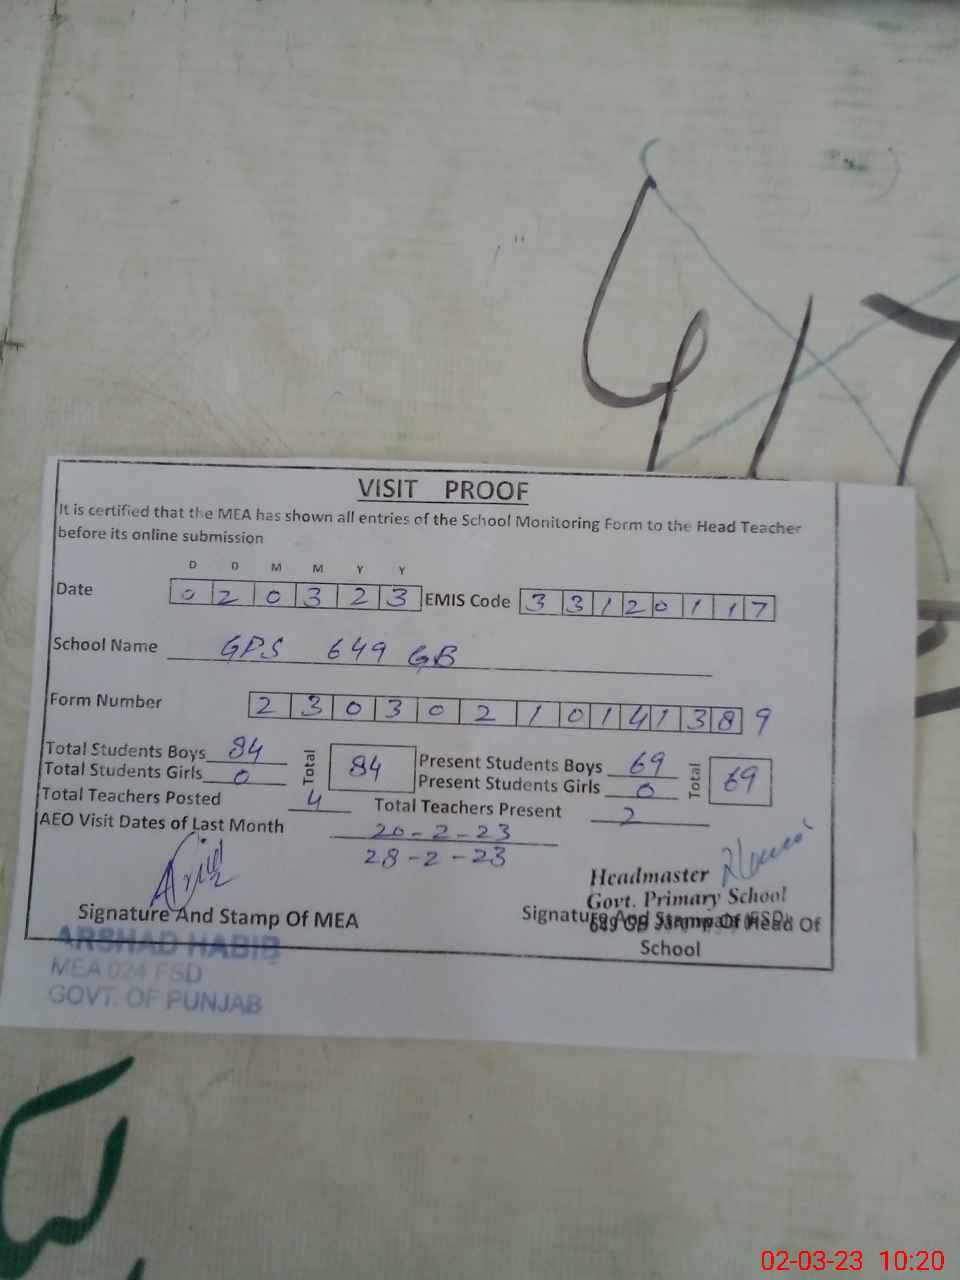 417
VISIT PROOF
It is certified that the MEA has shown all entries of the School Monitoring Form to the Head Teacher
before its online submission
D D M M Y Y
Date 0 2 0 3 2 3 EMIS Code 3 3 1 2 0 1 1 7
School Name GPS 649 GB
Form Number 2 3 0 3 0 2 1 0 1 4 1 3 8 9
Total Students Boys 84 Total 84 Present Students Boys 69 Total 69
Total Students Girls 0 Present Students Girls 0
Total Teachers Posted 4 Total Teachers Present 2
AEO Visit Dates of Last Month 20-2-23
28-2-23
Headmaster
Govt. Primary School
649 GB
Signature And Stamp Of MEA Signature And Stamp Of Head Of
School
ARSHAD HABIB
MEA 024 FSD
GOVT. OF PUNJAB
02-03-23 10:20